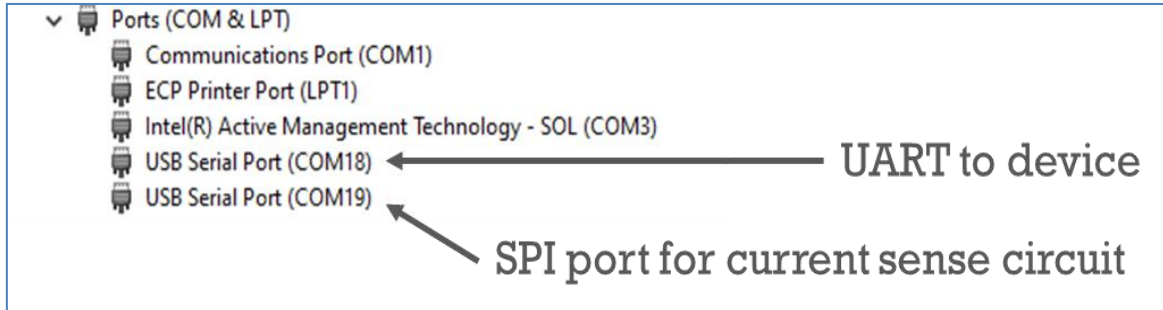 Ports (COM & LPT)
Communications Port (COM1)
ECP Printer Port (LPT1)
Intel(R) Active Management Technology - SOL (COM3)
USB Serial Port (COM18)
UART to device
USB Serial Port (COM19)
SPI port for current sense circuit